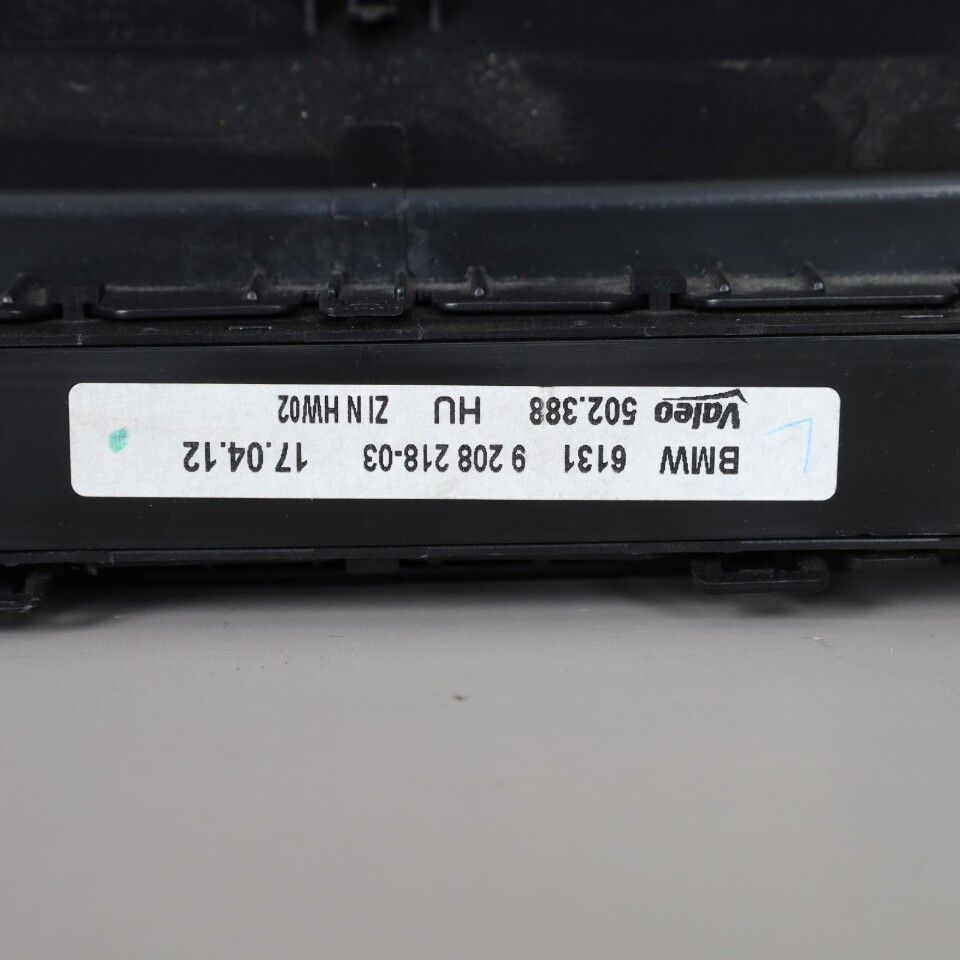 BMW 6131 9 208 218-03 17.04.12
Valeo 502.388 HU ZI N HW02